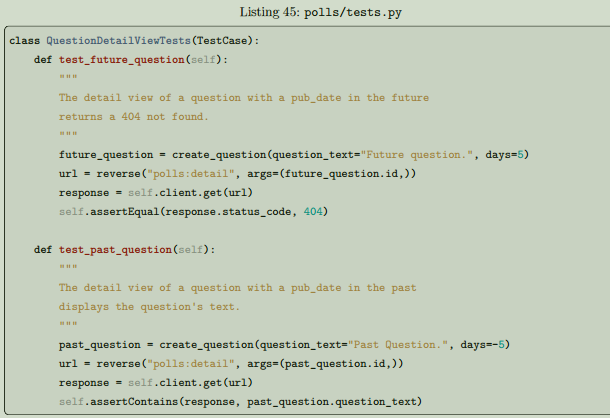 Listing 45: polls/tests.py
class QuestionDetailViewTests(TestCase):
    def test_future_question(self):
        """
        The detail view of a question with a pub_date in the future
        returns a 404 not found.
        """
        future_question = create_question(question_text="Future question.", days=5)
        url = reverse("polls:detail", args=(future_question.id,))
        response = self.client.get(url)
        self.assertEqual(response.status_code, 404)

    def test_past_question(self):
        """
        The detail view of a question with a pub_date in the past
        displays the question's text.
        """
        past_question = create_question(question_text="Past Question.", days=-5)
        url = reverse("polls:detail", args=(past_question.id,))
        response = self.client.get(url)
        self.assertContains(response, past_question.question_text)